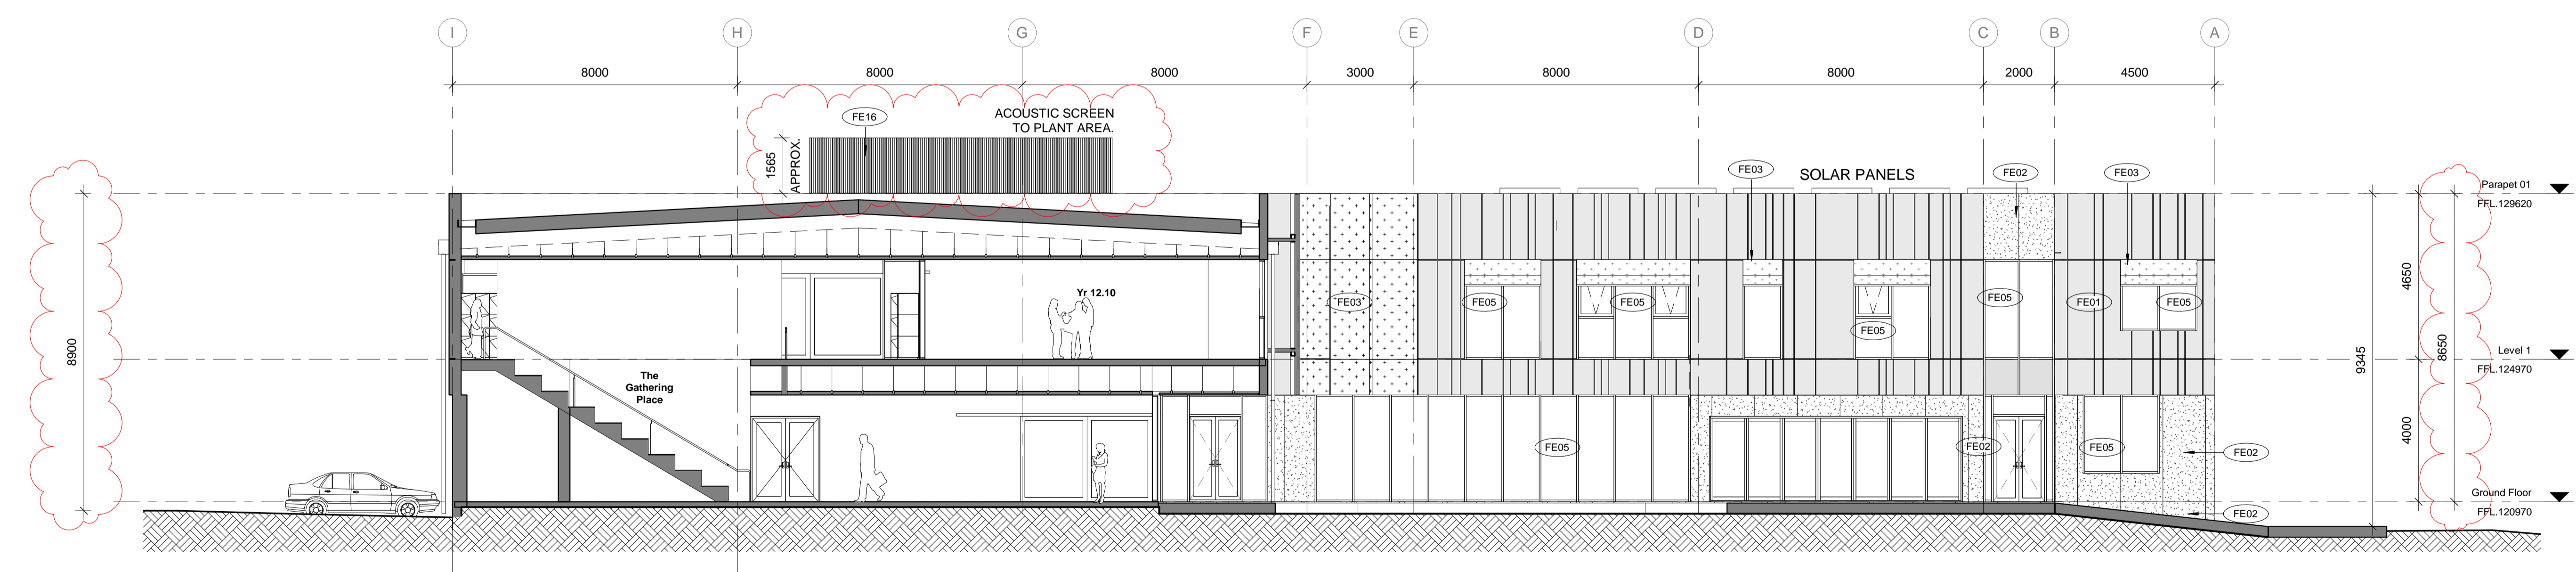 I
H
G
F
E
D
C
B
A
8000
8000
8000
3000
8000
8000
2000
4500
FE16
ACOUSTIC SCREEN
TO PLANT AREA.
1565
APPROX.
FE03
SOLAR PANELS
FE02
FE03
Parapet 01
FFL.129620
Yr 12.10
FE03
FE05
FE05
FE05
FE05
FE01
FE05
8900
4650
8650
9345
Level 1
FFL.124970
The
Gathering
Place
4000
FE05
FE02
FE05
FE02
Ground Floor
FFL.120970
FE02